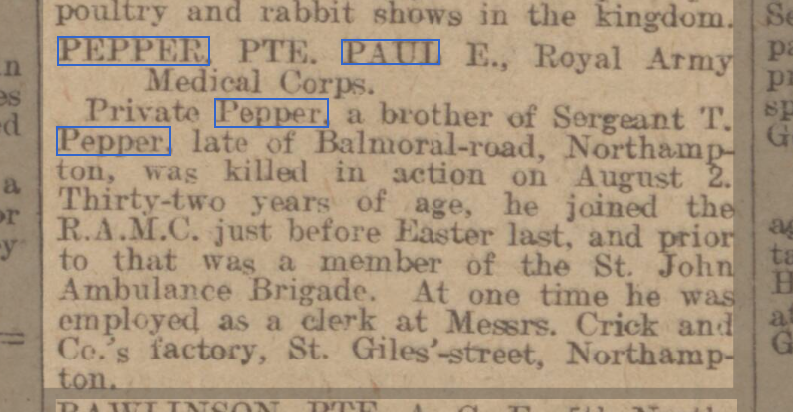 poultry and rabbit shows in the kingdom.
PEPPER, PTE. PAUL E., Royal Army
Medical Corps.
Private Pepper, a brother of Sergeant T.
Pepper, late of Balmoral-road, Northamp-
ton, was killed in action on August 2.
Thirty-two years of age, he joined the
R.A.M.C. just before Easter last, and prior
to that was a member of the St. John
Ambulance Brigade. At one time he was
employed as a clerk at Messrs. Crick and
Co.'s factory, St. Giles'-street, Northamp-
ton.
RAWLINSON, PTE. A. G. F., 5th North